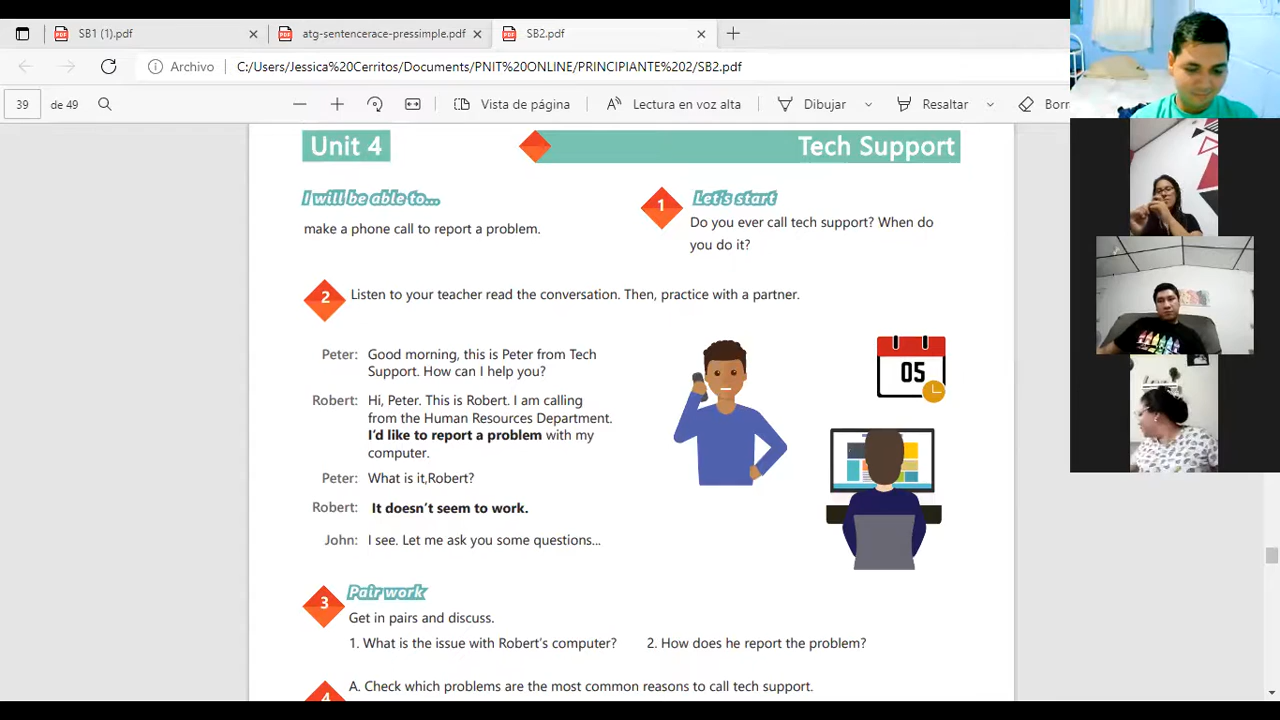 SB1 (1).pdf
atg-sentencerace-pressimple.pdf
SB2.pdf
Archivo
C:/Users/Jessica%20Cerritos/Documents/PNIT%20ONLINE/PRINCIPIANTE%202/SB2.pdf
39
de 49
Vista de página
Lectura en voz alta
Dibujar
Resaltar
Borr
Unit 4
Tech Support
I will be able to...
make a phone call to report a problem.
1
Let's start
Do you ever call tech support? When do
you do it?
2
Listen to your teacher read the conversation. Then, practice with a partner.
Peter: Good morning, this is Peter from Tech
Support. How can I help you?
Robert: Hi, Peter. This is Robert. I am calling
from the Human Resources Department.
I'd like to report a problem with my
computer.
Peter: What is it,Robert?
Robert: It doesn't seem to work.
John: I see. Let me ask you some questions...
05
3
Pair work
Get in pairs and discuss.
1. What is the issue with Robert's computer?
2. How does he report the problem?
4
A. Check which problems are the most common reasons to call tech support.